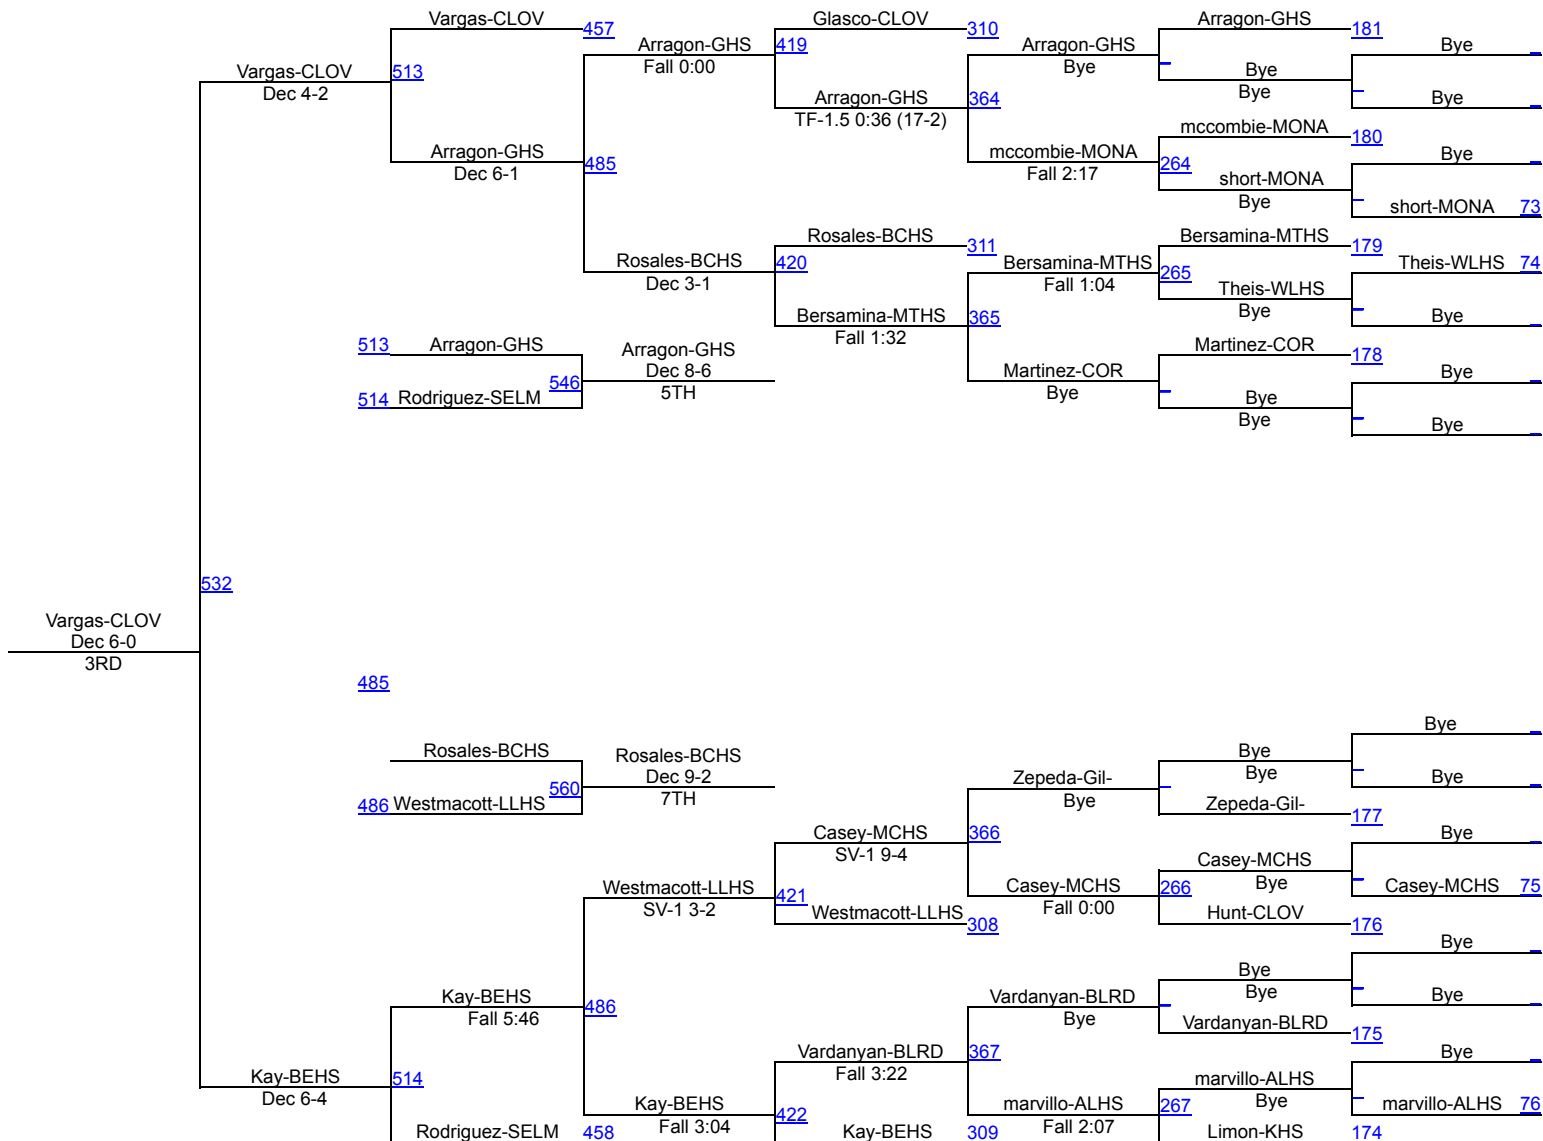 Vargas-CLOV 457 Glasco-CLOV 310 Arragon-GHS 181
Arragon-GHS 419 Arragon-GHS Bye
Fall 0:00 Bye
Vargas-CLOV 513 Bye
Dec 4-2 Arragon-GHS 364 Bye Bye
TF-1.5 0:36 (17-2)
mccombie-MONA 180
Arragon-GHS 485 mccombie-MONA Bye
Dec 6-1 Fall 2:17 264
short-MONA
Bye short-MONA 73
Rosales-BCHS 311 Bersamina-MTHS 179
Rosales-BCHS 420 Bersamina-MTHS 265 Theis-WLHS 74
Dec 3-1 Fall 1:04
Theis-WLHS
Bersamina-MTHS 365 Bye Bye
Fall 1:32
513 Arragon-GHS Arragon-GHS Martinez-COR 178
Dec 8-6
546 5TH Martinez-COR Bye
514 Rodriguez-SELM Bye Bye
Bye Bye
532
Vargas-CLOV
Dec 6-0
3RD
485
Bye
Rosales-BCHS Rosales-BCHS Bye
Dec 9-2 Zepeda-Gil- Bye Bye
560 7TH Bye
486 Westmacott-LLHS Zepeda-Gil- 177
Casey-MCHS 366 Bye
SV-1 9-4
Casey-MCHS
Westmacott-LLHS 421 Casey-MCHS 266 Bye Casey-MCHS 75
SV-1 3-2 Fall 0:00
Westmacott-LLHS 308 Hunt-CLOV 176
Bye
Bye
Kay-BEHS 486 Vardanyan-BLRD Bye Bye
Fall 5:46 Bye
Vardanyan-BLRD 175
Vardanyan-BLRD 367 Bye
Fall 3:22
Kay-BEHS 514 marvillo-ALHS
Dec 6-4 Kay-BEHS 422 marvillo-ALHS 267 Bye marvillo-ALHS 76
Fall 3:04 Fall 2:07
Rodriguez-SELM 458 Kay-BEHS 309 Limon-KHS 174